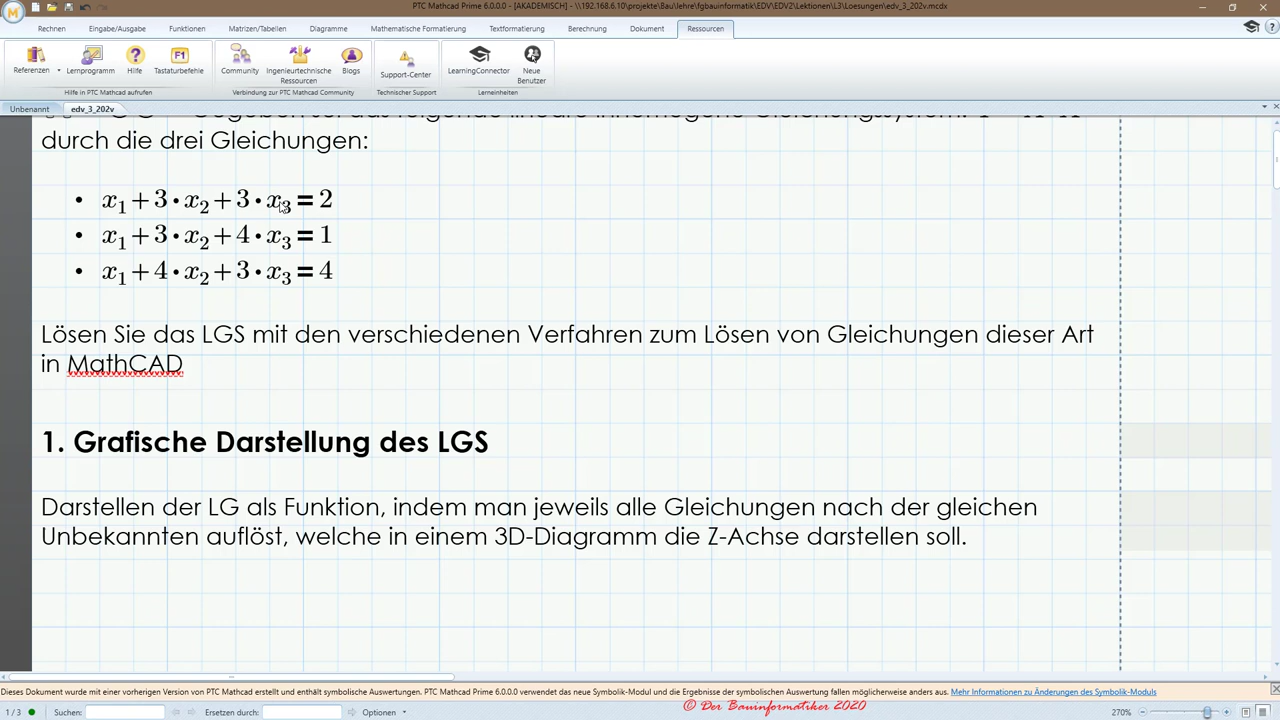 PTC Mathcad Prime 6.0.0.0 - [AKADEMISCH] - \\192.168.6.10\projekte\Bau\lehre\fgbauinformatik\EDV\EDV2\Lektionen\L3\Loesungen\edv_3_202v.mcdx
Rechnen Eingabe/Ausgabe Funktionen Matrizen/Tabellen Diagramme Mathematische Formatierung Textformatierung Berechnung Dokument Ressourcen
Referenzen Lernprogramm Hilfe Tastaturbefehle Community Ingenieurtechnische Ressourcen Blogs Support-Center LearningConnector Neue Benutzer
Hilfe in PTC Mathcad aufrufen Verbindung zur PTC Mathcad Community Technischer Support Lerneinheiten
Unbenannt edv_3_202v
durch die drei Gleichungen:
• x₁ + 3 • x₂ + 3 • x₃ = 2
• x₁ + 3 • x₂ + 4 • x₃ = 1
• x₁ + 4 • x₂ + 3 • x₃ = 4
Lösen Sie das LGS mit den verschiedenen Verfahren zum Lösen von Gleichungen dieser Art
in MathCAD
1. Grafische Darstellung des LGS
Darstellen der LG als Funktion, indem man jeweils alle Gleichungen nach der gleichen
Unbekannten auflöst, welche in einem 3D-Diagramm die Z-Achse darstellen soll.
Dieses Dokument wurde mit einer vorherigen Version von PTC Mathcad erstellt und enthält symbolische Auswertungen. PTC Mathcad Prime 6.0.0.0 verwendet das neue Symbolik-Modul und die Ergebnisse der symbolischen Auswertung fallen möglicherweise anders aus. Mehr Informationen zu Änderungen des Symbolik-Moduls
1 / 3 Suchen: Ersetzen durch: Optionen 270%
© Der Bauinformatiker 2020